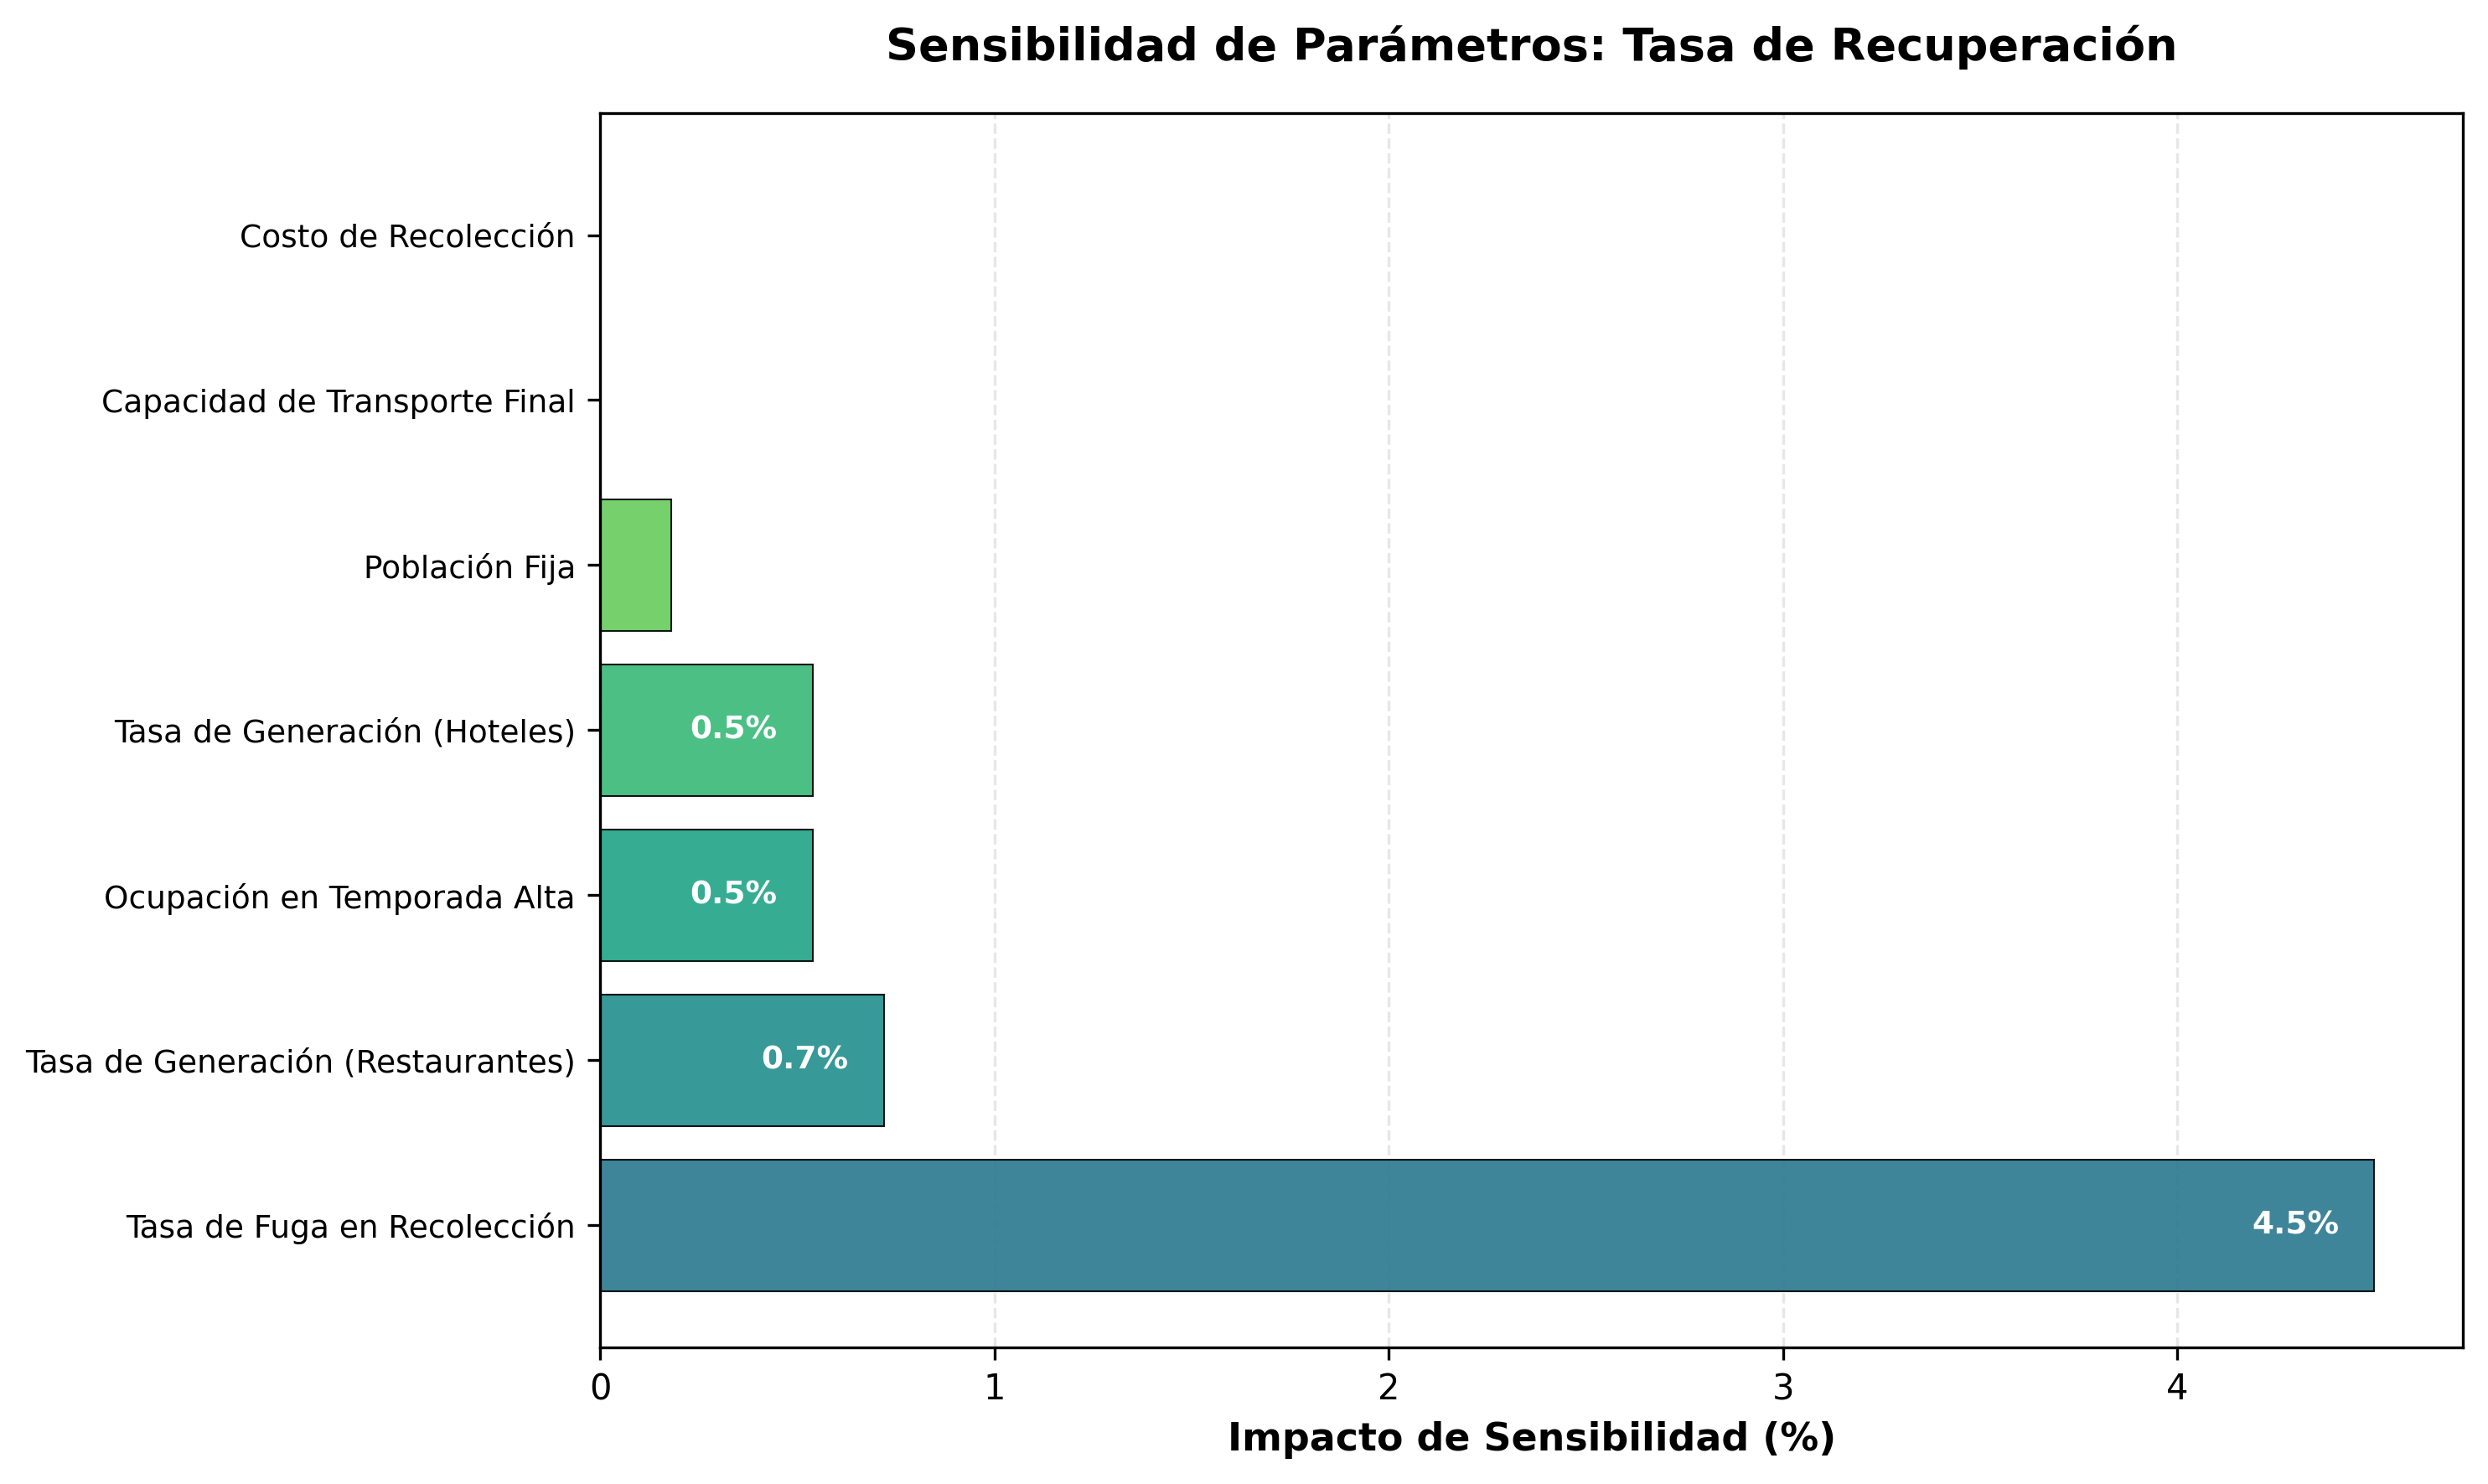 Sensibilidad de Parámetros: Tasa de Recuperación
Costo de Recolección
Capacidad de Transporte Final
Población Fija
Tasa de Generación (Hoteles)
0.5%
Ocupación en Temporada Alta
0.5%
Tasa de Generación (Restaurantes)
0.7%
Tasa de Fuga en Recolección
4.5%
0 1 2 3 4
Impacto de Sensibilidad (%)